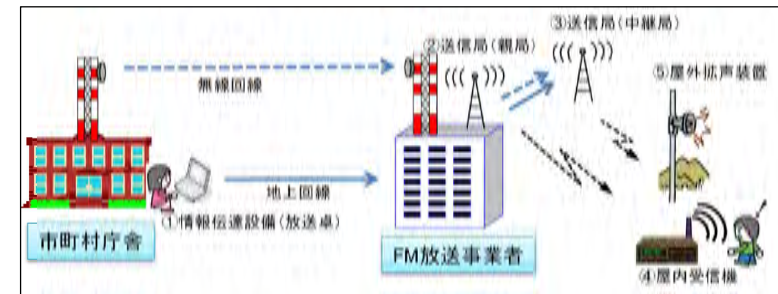 ③送信局(中継局)
②送信局(親局)
無線回線
⑤屋外拡声装置
地上回線
①情報伝達設備(放送卓)
市町村庁舎
FM放送事業者
④屋内受信機